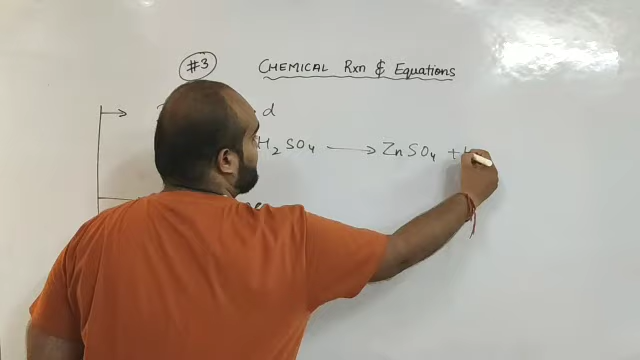 #3 CHEMICAL Rxn & Equations
d
H2SO4 → ZnSO4 +